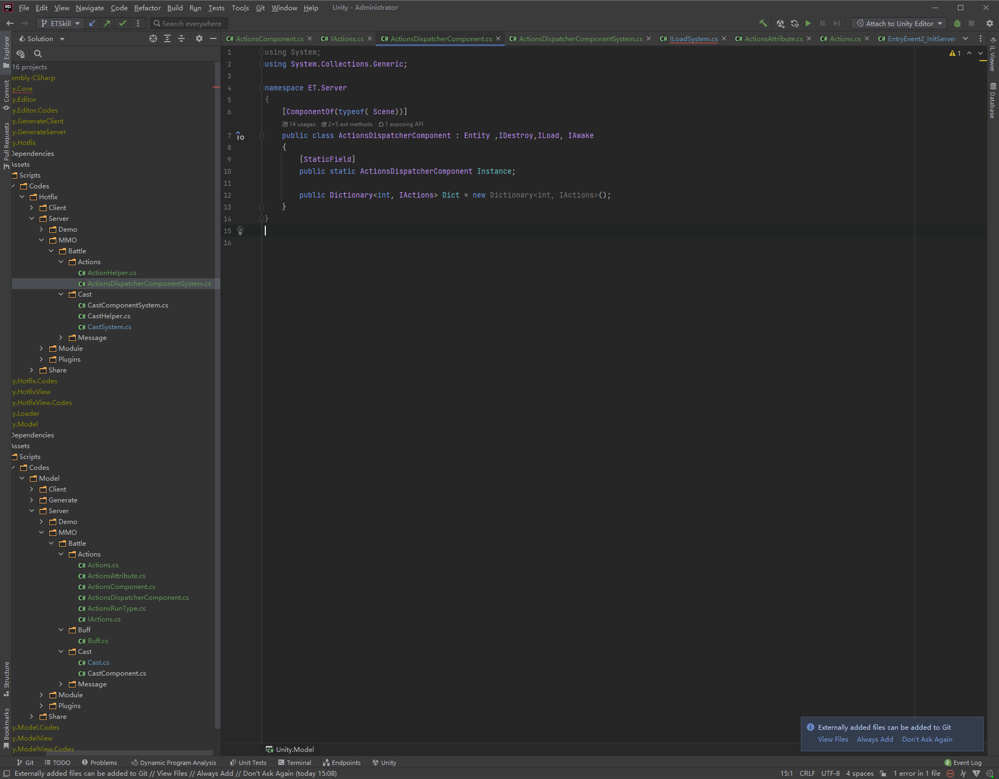 RD File Edit View Navigate Code Refactor Build Run Tests Tools Git Window Help Unity - Administrator
ETSkill Search everywhere Attach to Unity Editor
Solution
ActionsComponent.cs IActions.cs ActionsDispatcherComponent.cs ActionsDispatcherComponentSystem.cs ILoadSystem.cs ActionsAttribute.cs Actions.cs EntryEvent2_InitServer
Explorer
Commit
Pull Requests
Structure
Bookmarks
16 projects
embly-CSharp
y.Core
y.Editor
y.Editor.Codes
y.GenerateClient
y.GenerateServer
y.Hotfix
Dependencies
Assets
Scripts
Codes
Hotfix
Client
Server
Demo
MMO
Battle
Actions
C# ActionHelper.cs
C# ActionsDispatcherComponentSystem.cs
Cast
C# CastComponentSystem.cs
C# CastHelper.cs
C# CastSystem.cs
Message
Module
Plugins
Share
y.Hotfix.Codes
y.HotfixView
y.HotfixView.Codes
y.Loader
y.Model
Dependencies
Assets
Scripts
Codes
Model
Client
Generate
Server
Demo
MMO
Battle
Actions
C# Actions.cs
C# ActionsAttribute.cs
C# ActionsComponent.cs
C# ActionsDispatcherComponent.cs
C# ActionsRunType.cs
C# IActions.cs
Buff
C# Buff.cs
Cast
C# Cast.cs
C# CastComponent.cs
Message
Module
Plugins
Share
y.Model.Codes
y.ModelView
y.ModelView.Codes
1 using System;
2 using System.Collections.Generic;
3
4 namespace ET.Server
5 {
6 [ComponentOf(typeof( Scene))]
14 usages 2+5 ext methods 1 exposing API
7 public class ActionsDispatcherComponent : Entity ,IDestroy,ILoad, IAwake
8 {
9 [StaticField]
10 public static ActionsDispatcherComponent Instance;
11
12 public Dictionary<int, IActions> Dict = new Dictionary<int, IActions>();
13 }
14 }
15
16
1
IL Viewer
Database
Externally added files can be added to Git
View Files Always Add Don't Ask Again
C# Unity.Model
Git TODO Problems Dynamic Program Analysis Unit Tests Terminal Endpoints Unity 2 Event Log
Externally added files can be added to Git // View Files // Always Add // Don't Ask Again (today 15:08) 15:1 CRLF UTF-8 4 spaces 1 error in 1 file